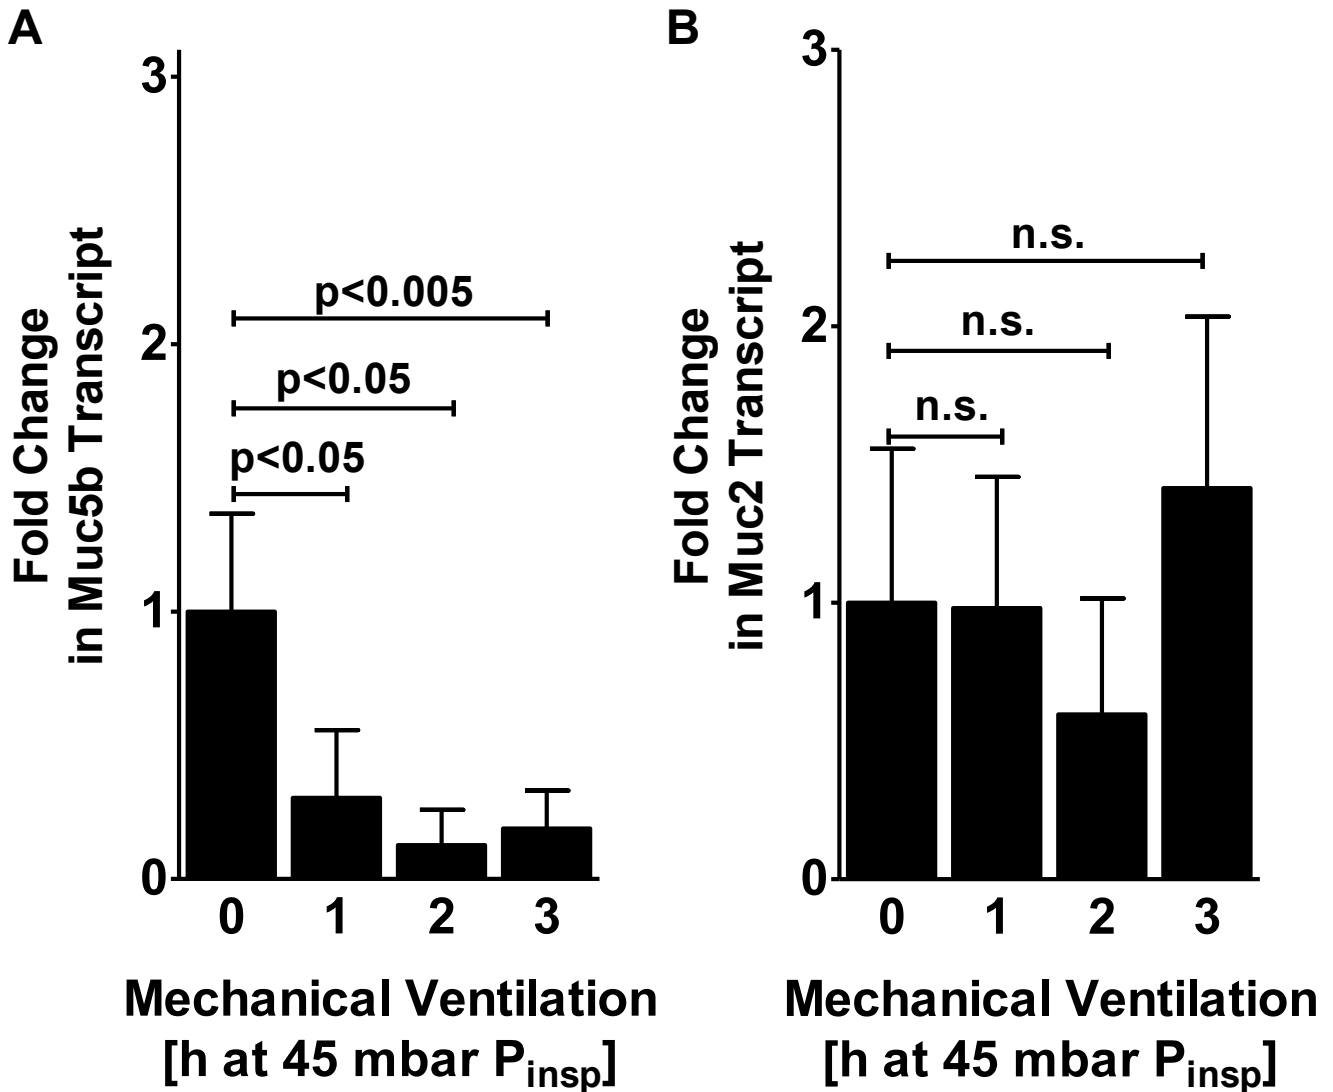 A
Fold Change
in Muc5b Transcript
3
2
1
0
p<0.005
p<0.05
p<0.05
0 1 2 3
Mechanical Ventilation
[h at 45 mbar Pinsp]
B
Fold Change
in Muc2 Transcript
3
2
1
0
n.s.
n.s.
n.s.
0 1 2 3
Mechanical Ventilation
[h at 45 mbar Pinsp]